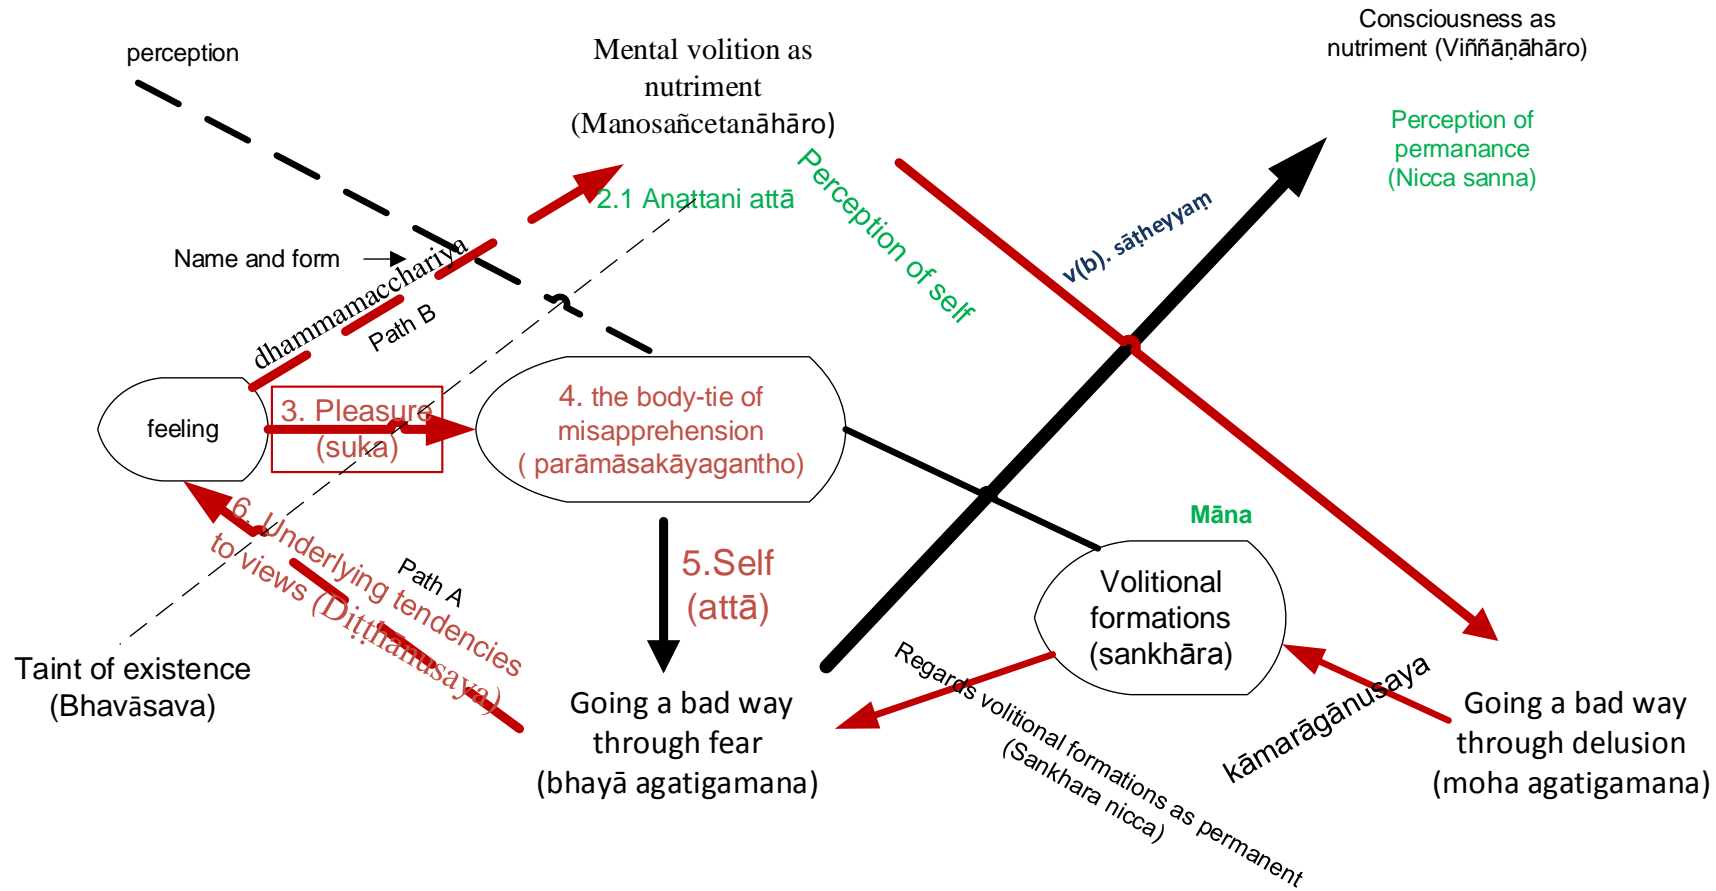 Consciousness as
nutriment (Viññāṇāhāro)
perception
Mental volition as
nutriment
(Manosañcetanāhāro)
Perception of
permanance
(Nicca sanna)
2.1 Anattani attā
Perception of self
v(b). sāṭheyyaṃ
Name and form
dhammamacchariya
Path B
3. Pleasure
(suka)
feeling
4. the body-tie of
misapprehension
( parāmāsakāyagantho)
6. Underlying tendencies
to views (Diṭṭhānusaya)
Path A
5.Self
(attā)
Māna
Volitional
formations
(sankhāra)
Taint of existence
(Bhavāsava)
Going a bad way
through fear
(bhayā agatigamana)
Regards volitional formations as permanent
(Sankhara nicca)
kāmarāgānusaya
Going a bad way
through delusion
(moha agatigamana)